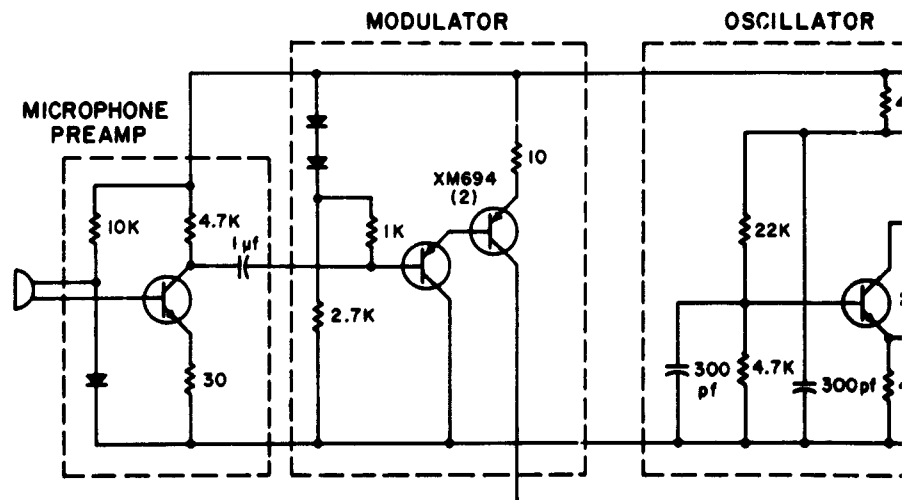 MODULATOR
OSCILLATOR
MICROPHONE
PREAMP
10K
4.7K
1 µf
30
XM694
(2)
10
1K
2.7K
22K
300
pf
4.7K
300pf